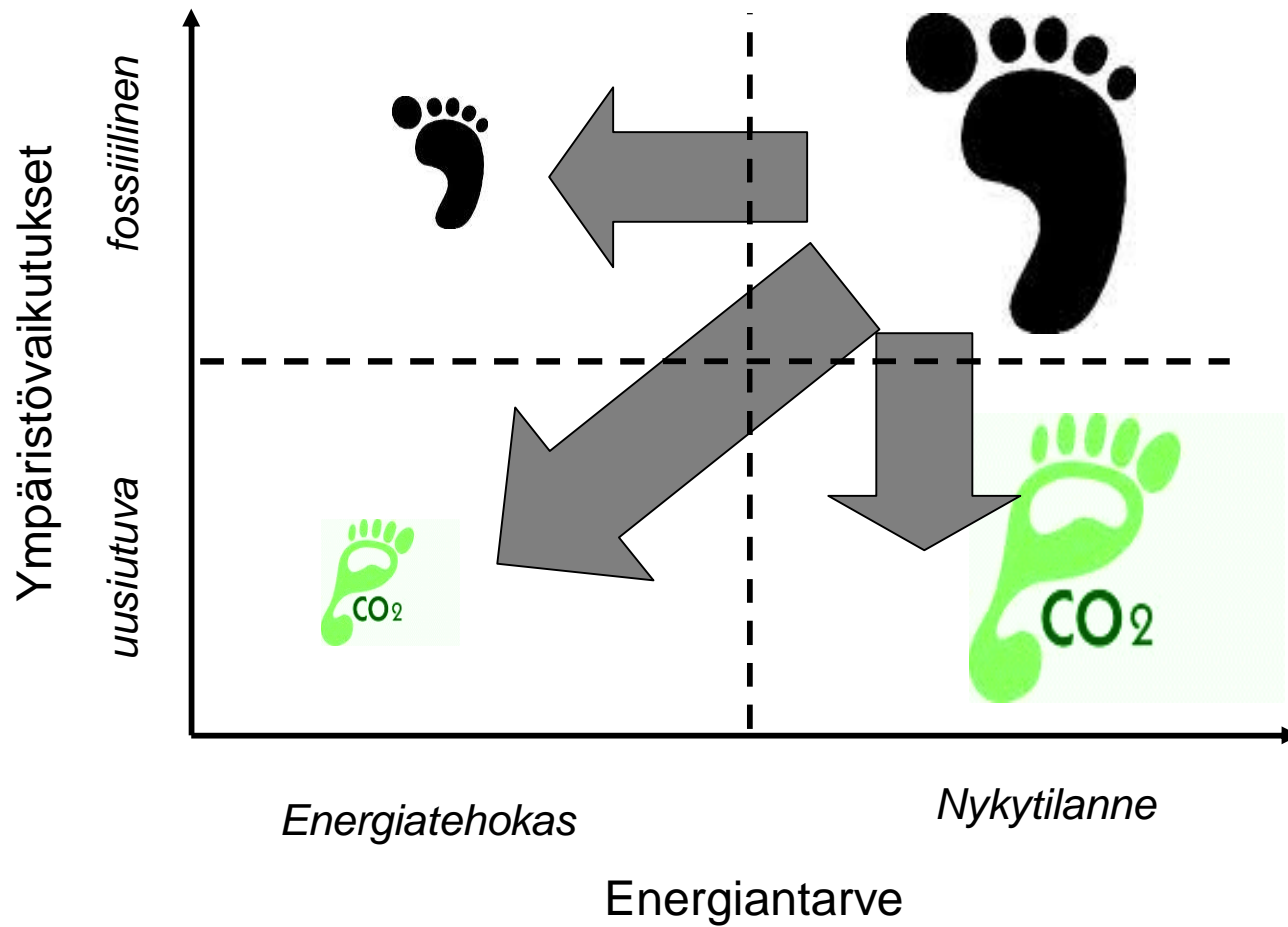 Ympäristövaikutukset
fossiiilinen
uusiutuva
CO2
CO2
Energiatehokas
Nykytilanne
Energiantarve